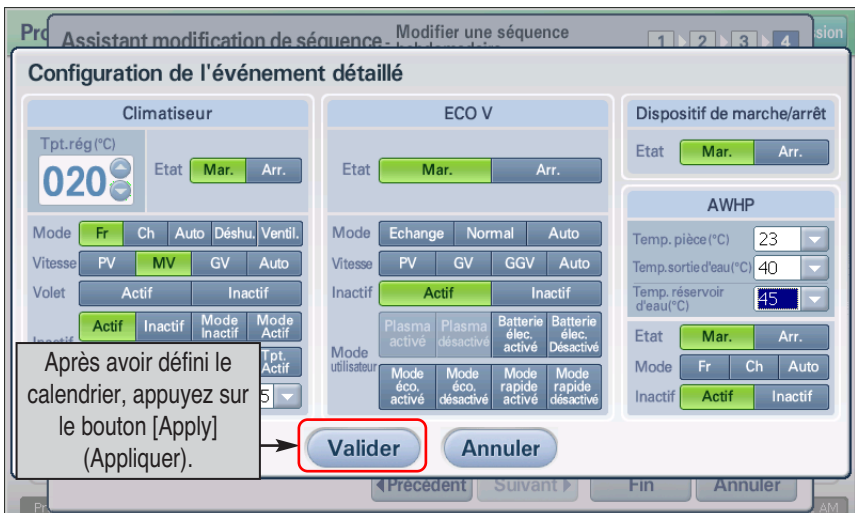 Assistant modification de séquence - Modifier une séquence
1 2 3 4
Configuration de l'événement détaillé
Climatiseur
Tpt.rég(°C)
020
Etat Mar. Arr.
Mode Fr Ch Auto Déshu. Ventil.
Vitesse PV MV GV Auto
Volet Actif Inactif
Actif Inactif Mode Inactif Mode Actif
Tpt. Actif
5
ECO V
Etat Mar. Arr.
Mode Echange Normal Auto
Vitesse PV GV GGV Auto
Inactif Actif Inactif
Mode utilisateur
Plasma activé Plasma désactivé Batterie élec. activé Batterie élec. Désactivé
Mode éco. activé Mode éco. désactivé Mode rapide activé Mode rapide désactivé
Dispositif de marche/arrêt
Etat Mar. Arr.
AWHP
Temp. pièce(°C) 23
Temp.sortie d'eau(°C) 40
Temp. réservoir d'eau(°C) 45
Etat Mar. Arr.
Mode Fr Ch Auto
Inactif Actif Inactif
Après avoir défini le
calendrier, appuyez sur
le bouton [Apply]
(Appliquer).
Valider Annuler
Précédent Suivant Fin Annuler
AM